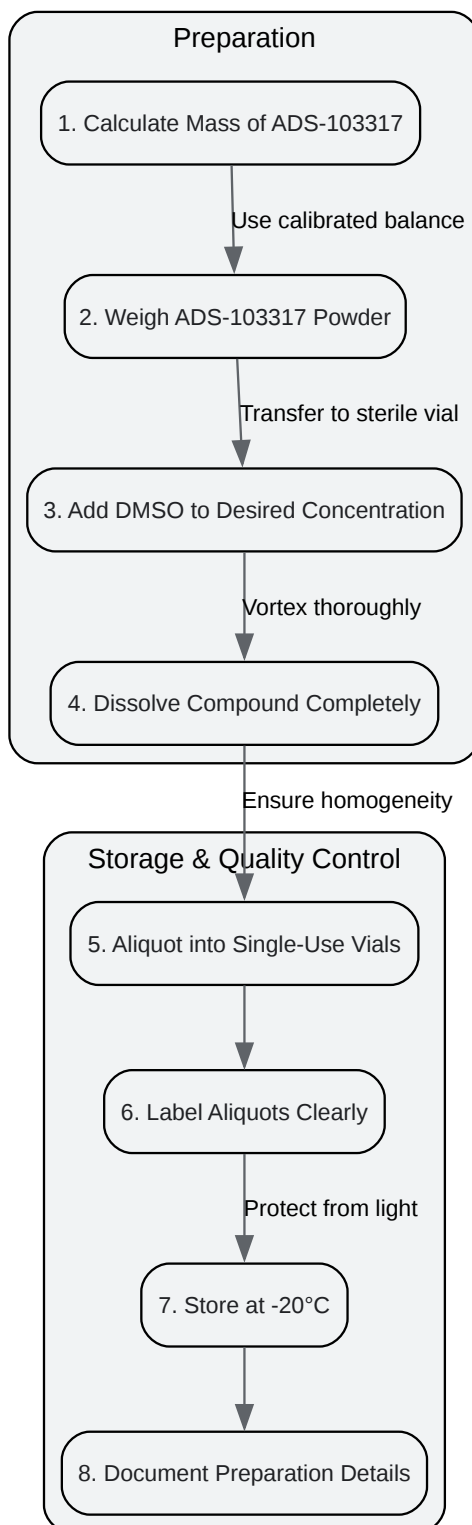 Preparation
1. Calculate Mass of ADS-103317
Use calibrated balance
2. Weigh ADS-103317 Powder
Transfer to sterile vial
3. Add DMSO to Desired Concentration
Vortex thoroughly
4. Dissolve Compound Completely
Ensure homogeneity
Storage & Quality Control
5. Aliquot into Single-Use Vials
6. Label Aliquots Clearly
Protect from light
7. Store at -20°C
8. Document Preparation Details